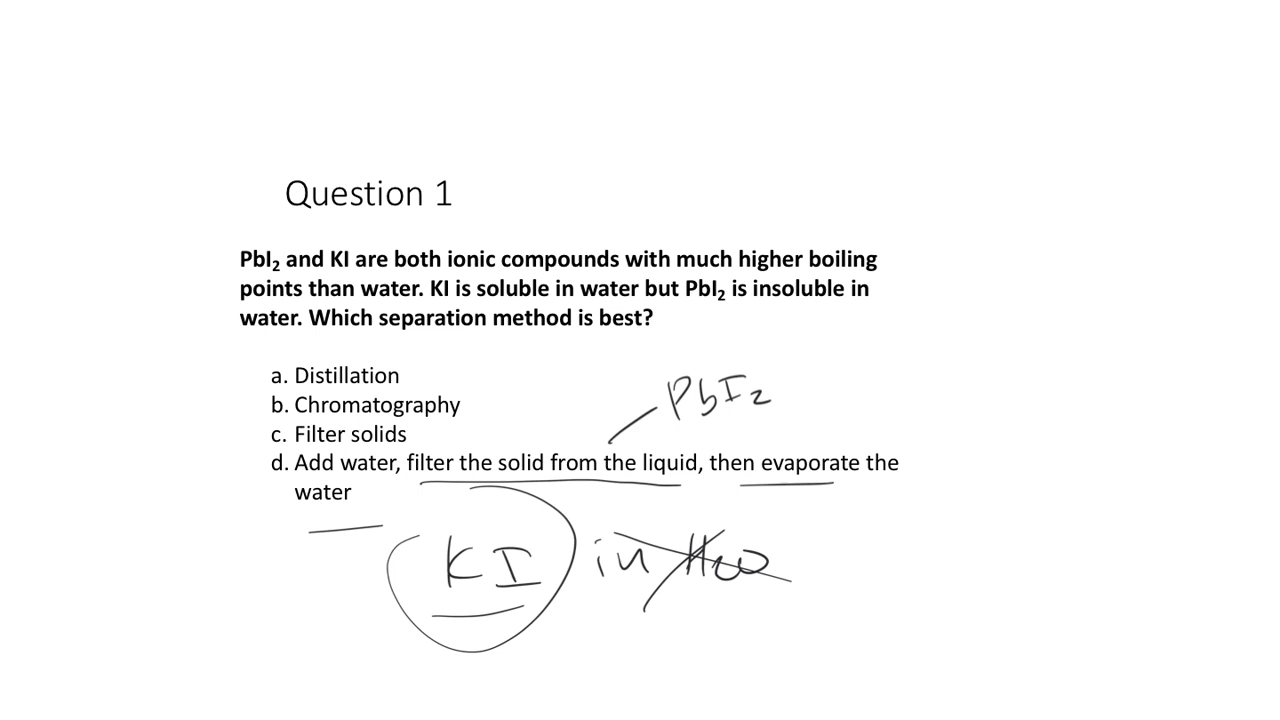 Question 1
PbI₂ and KI are both ionic compounds with much higher boiling
points than water. KI is soluble in water but PbI₂ is insoluble in
water. Which separation method is best?
a. Distillation
b. Chromatography
PbI₂
c. Filter solids
d. Add water, filter the solid from the liquid, then evaporate the
water
KI in